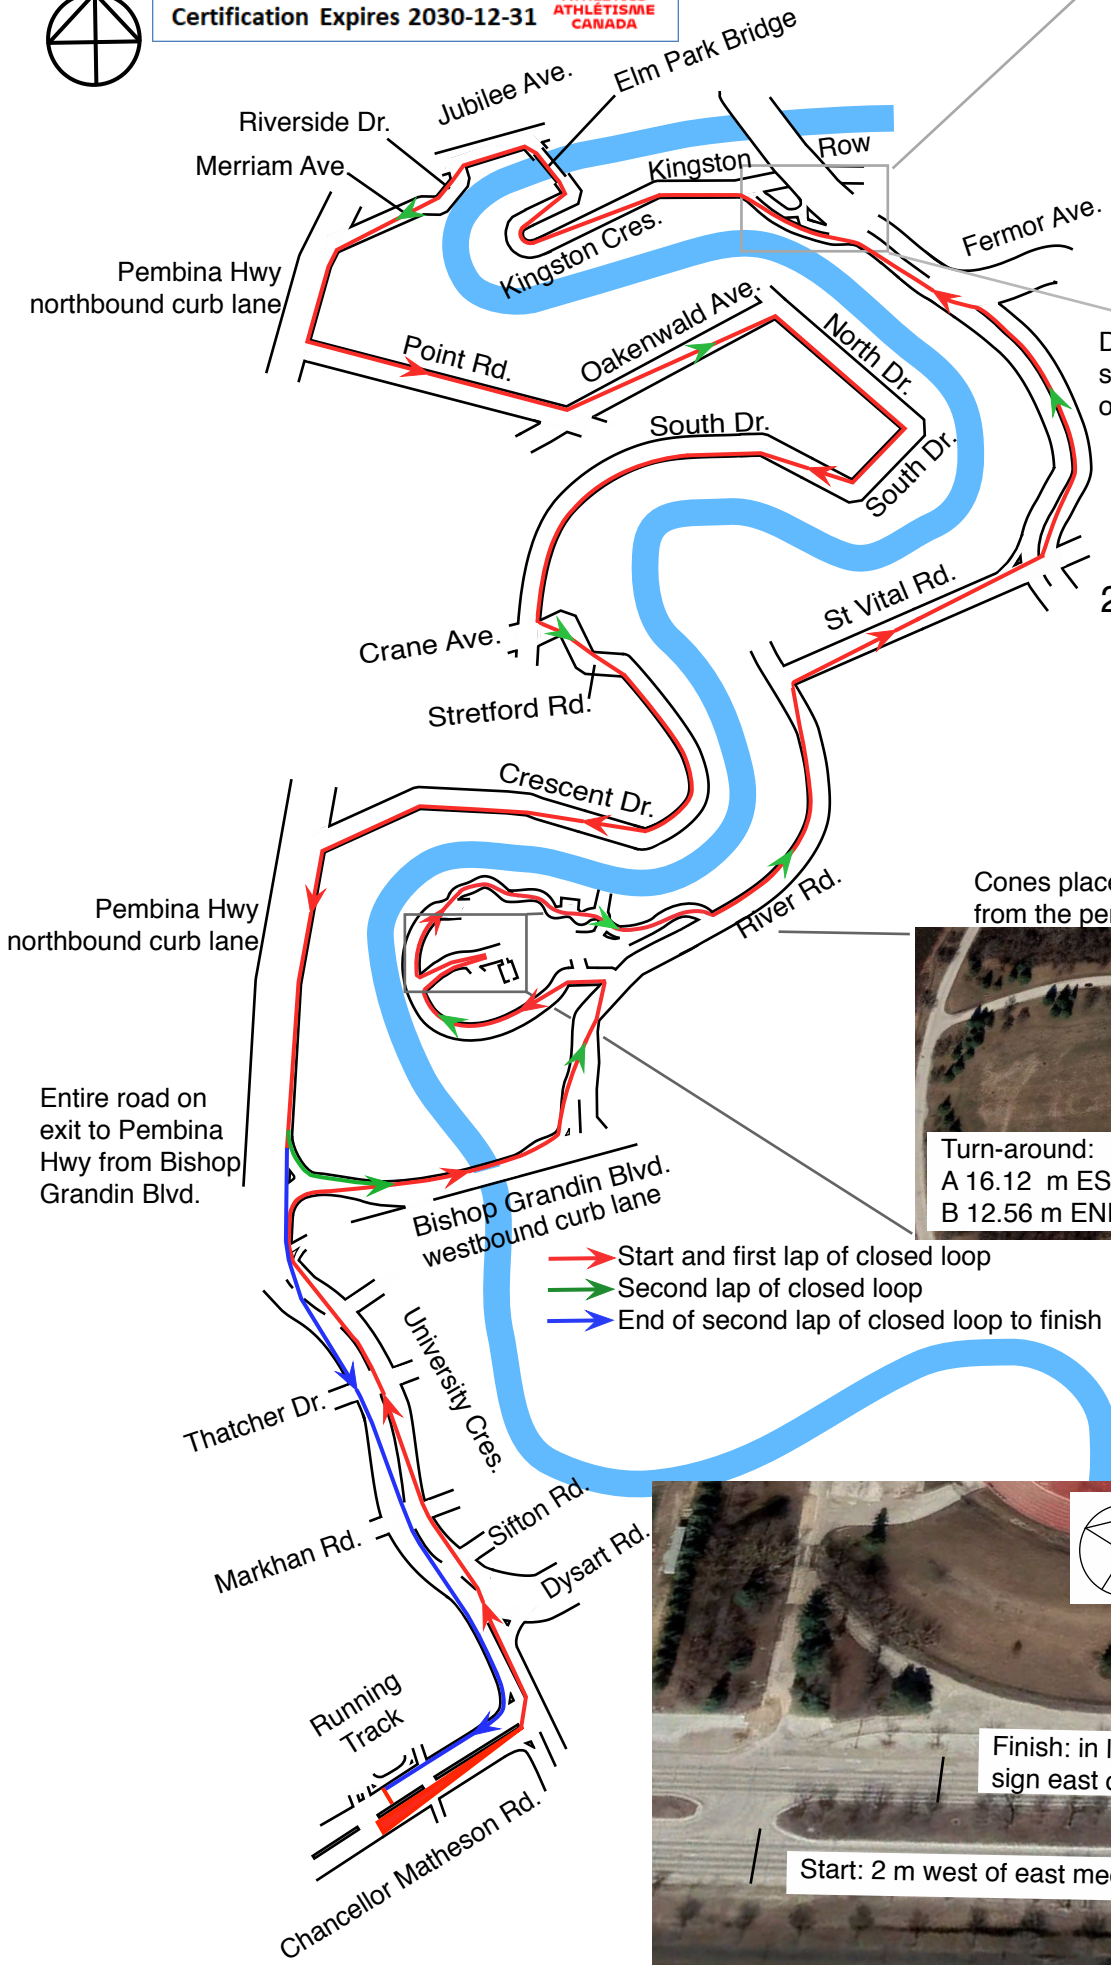 Certification Expires 2030-12-31
ATHLÉTISME
CANADA
Elm Park Bridge
Jubilee Ave.
Riverside Dr.
Merriam Ave.
Kingston
Row
Kingston Cres.
Fermor Ave.
Pembina Hwy
northbound curb lane
Point Rd.
Oakenwald Ave.
North Dr.
South Dr.
South Dr.
D
s
o
St Vital Rd.
2
Crane Ave.
Stretford Rd.
Crescent Dr.
River Rd.
Cones place
from the per
Pembina Hwy
northbound curb lane
Entire road on
exit to Pembina
Hwy from Bishop
Grandin Blvd.
Turn-around:
A 16.12 m ES
B 12.56 m EN
Bishop Grandin Blvd.
westbound curb lane
Start and first lap of closed loop
Second lap of closed loop
End of second lap of closed loop to finish
University Cres.
Thatcher Dr.
Markhan Rd.
Sifton Rd.
Dysart Rd.
Running
Track
Chancellor Matheson Rd.
Finish: in l
sign east o
Start: 2 m west of east me